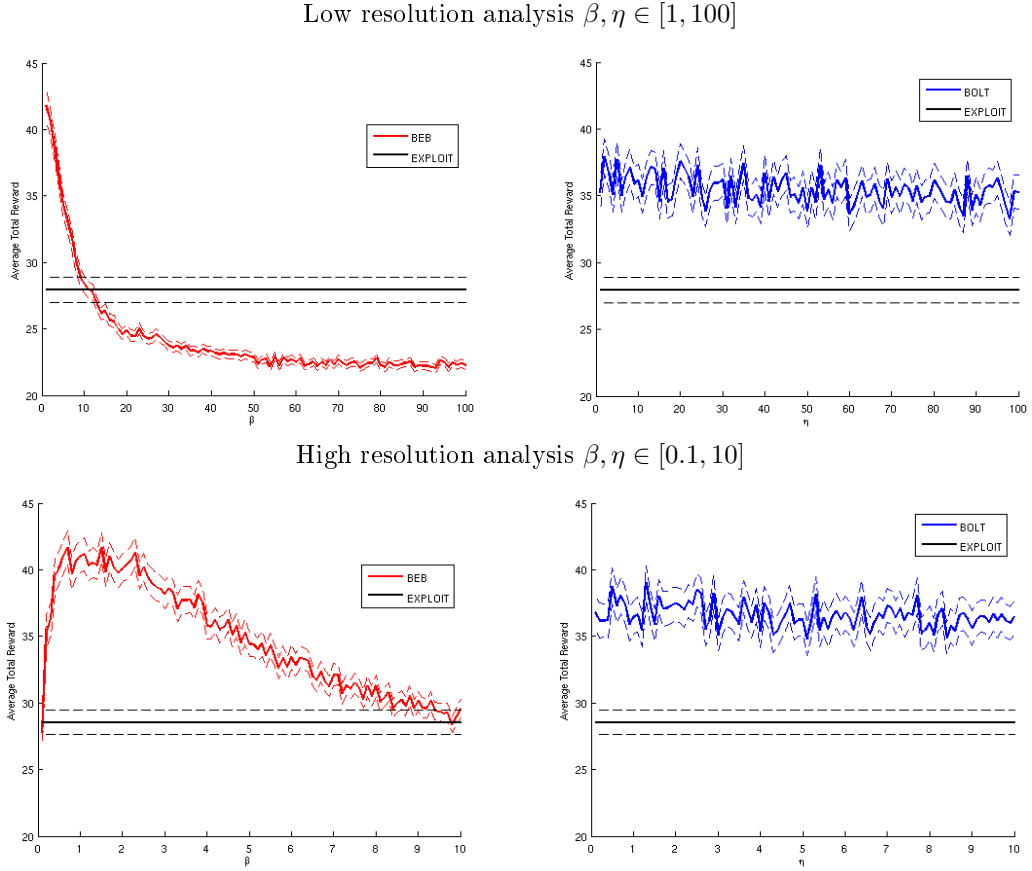 Low resolution analysis β, η ∈ [1, 100]
45
40
35
30
25
20
Average Total Reward
BEB
EXPLOIT
0 10 20 30 40 50 60 70 80 90 100
β
45
40
35
30
25
20
Average Total Reward
BOLT
EXPLOIT
0 10 20 30 40 50 60 70 80 90 100
η
High resolution analysis β, η ∈ [0.1, 10]
45
40
35
30
25
20
Average Total Reward
BEB
EXPLOIT
0 1 2 3 4 5 6 7 8 9 10
β
45
40
35
30
25
20
Average Total Reward
BOLT
EXPLOIT
0 1 2 3 4 5 6 7 8 9 10
η